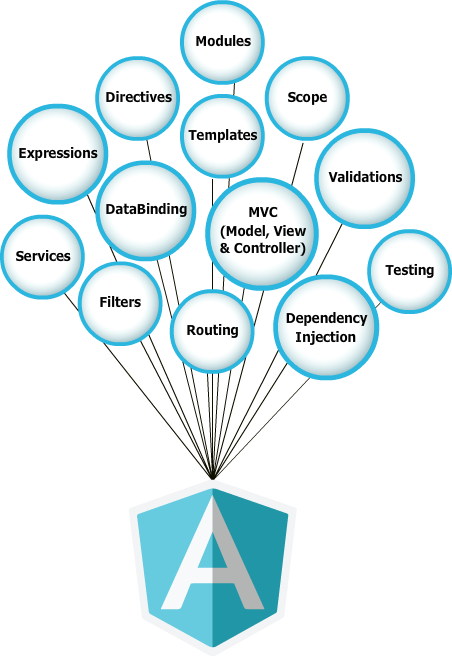 Modules
Directives
Scope
Templates
Expressions
Validations
DataBinding
MVC
(Model, View
& Controller)
Services
Testing
Filters
Routing
Dependency
Injection
A